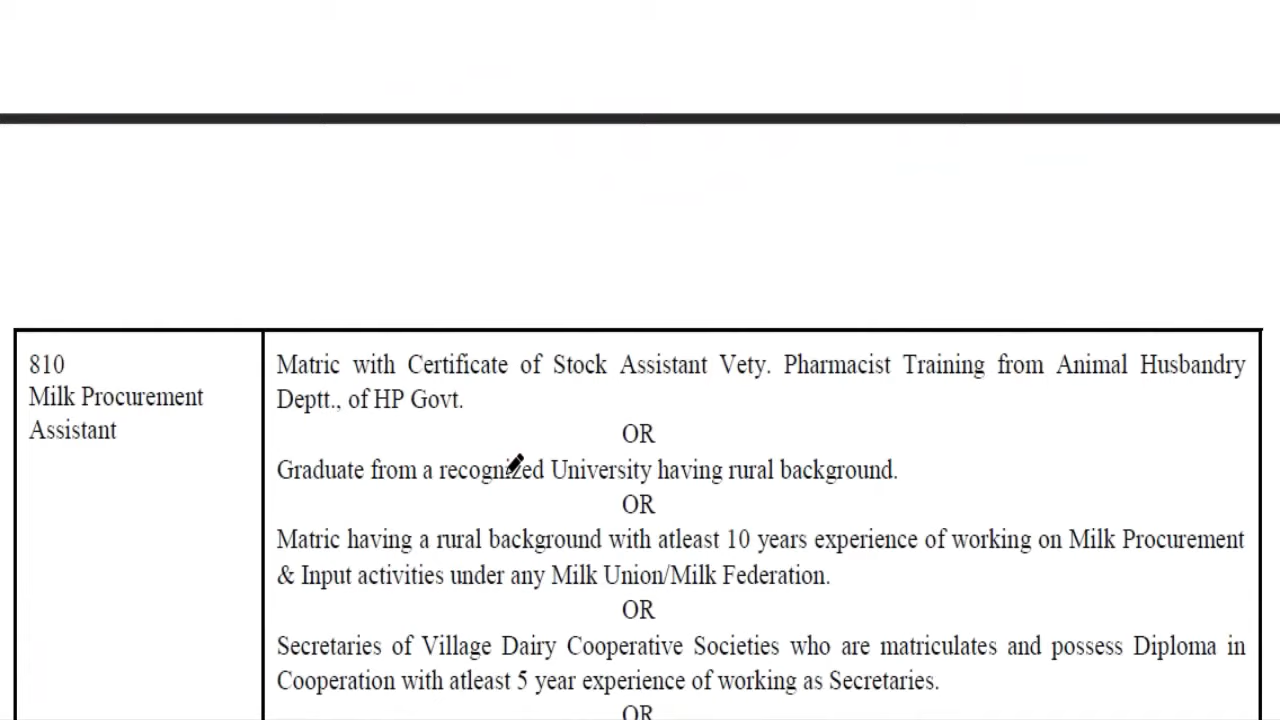 810
Milk Procurement
Assistant
Matric with Certificate of Stock Assistant Vety. Pharmacist Training from Animal Husbandry
Deptt., of HP Govt.
OR
Graduate from a recognized University having rural background.
OR
Matric having a rural background with atleast 10 years experience of working on Milk Procurement
& Input activities under any Milk Union/Milk Federation.
OR
Secretaries of Village Dairy Cooperative Societies who are matriculates and possess Diploma in
Cooperation with atleast 5 year experience of working as Secretaries.
OR